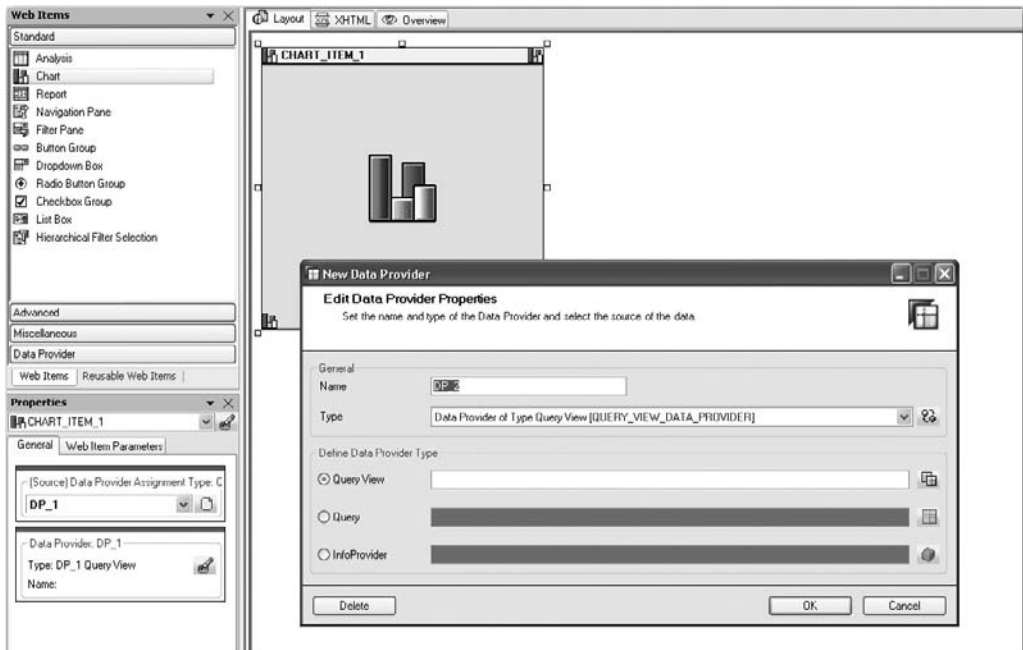 Web Items
Standard
Analysis
Chart
Report
Navigation Pane
Filter Pane
Button Group
Dropdown Box
Radio Button Group
Checkbox Group
List Box
Hierarchical Filter Selection
Advanced
Miscellaneous
Data Provider
Web Items Reusable Web Items
Properties
CHART_ITEM_1
General Web Item Parameters
(Source) Data Provider Assignment Type: C
DP_1
Data Provider: DP_1
Type: DP_1 Query View
Name:
Layout XHTML Overview
CHART_ITEM_1
New Data Provider
Edit Data Provider Properties
Set the name and type of the Data Provider and select the source of the data
General
Name DP_2
Type Data Provider of Type Query View [QUERY_VIEW_DATA_PROVIDER]
Define Data Provider Type
Query View
Query
InfoProvider
Delete OK Cancel